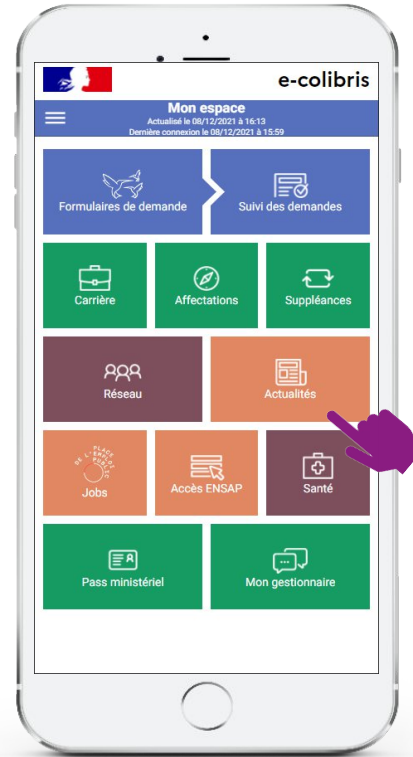 e-colibris
Mon espace
Actualisé le 08/12/2021 à 16:13
Dernière connexion le 08/12/2021 à 15:59
Formulaires de demande
Suivi des demandes
Carrière
Affectations
Suppléances
Réseau
Actualités
PLACE
DE L'EMPLOI
PUBLIC
Jobs
Accès ENSAP
Santé
Pass ministériel
Mon gestionnaire